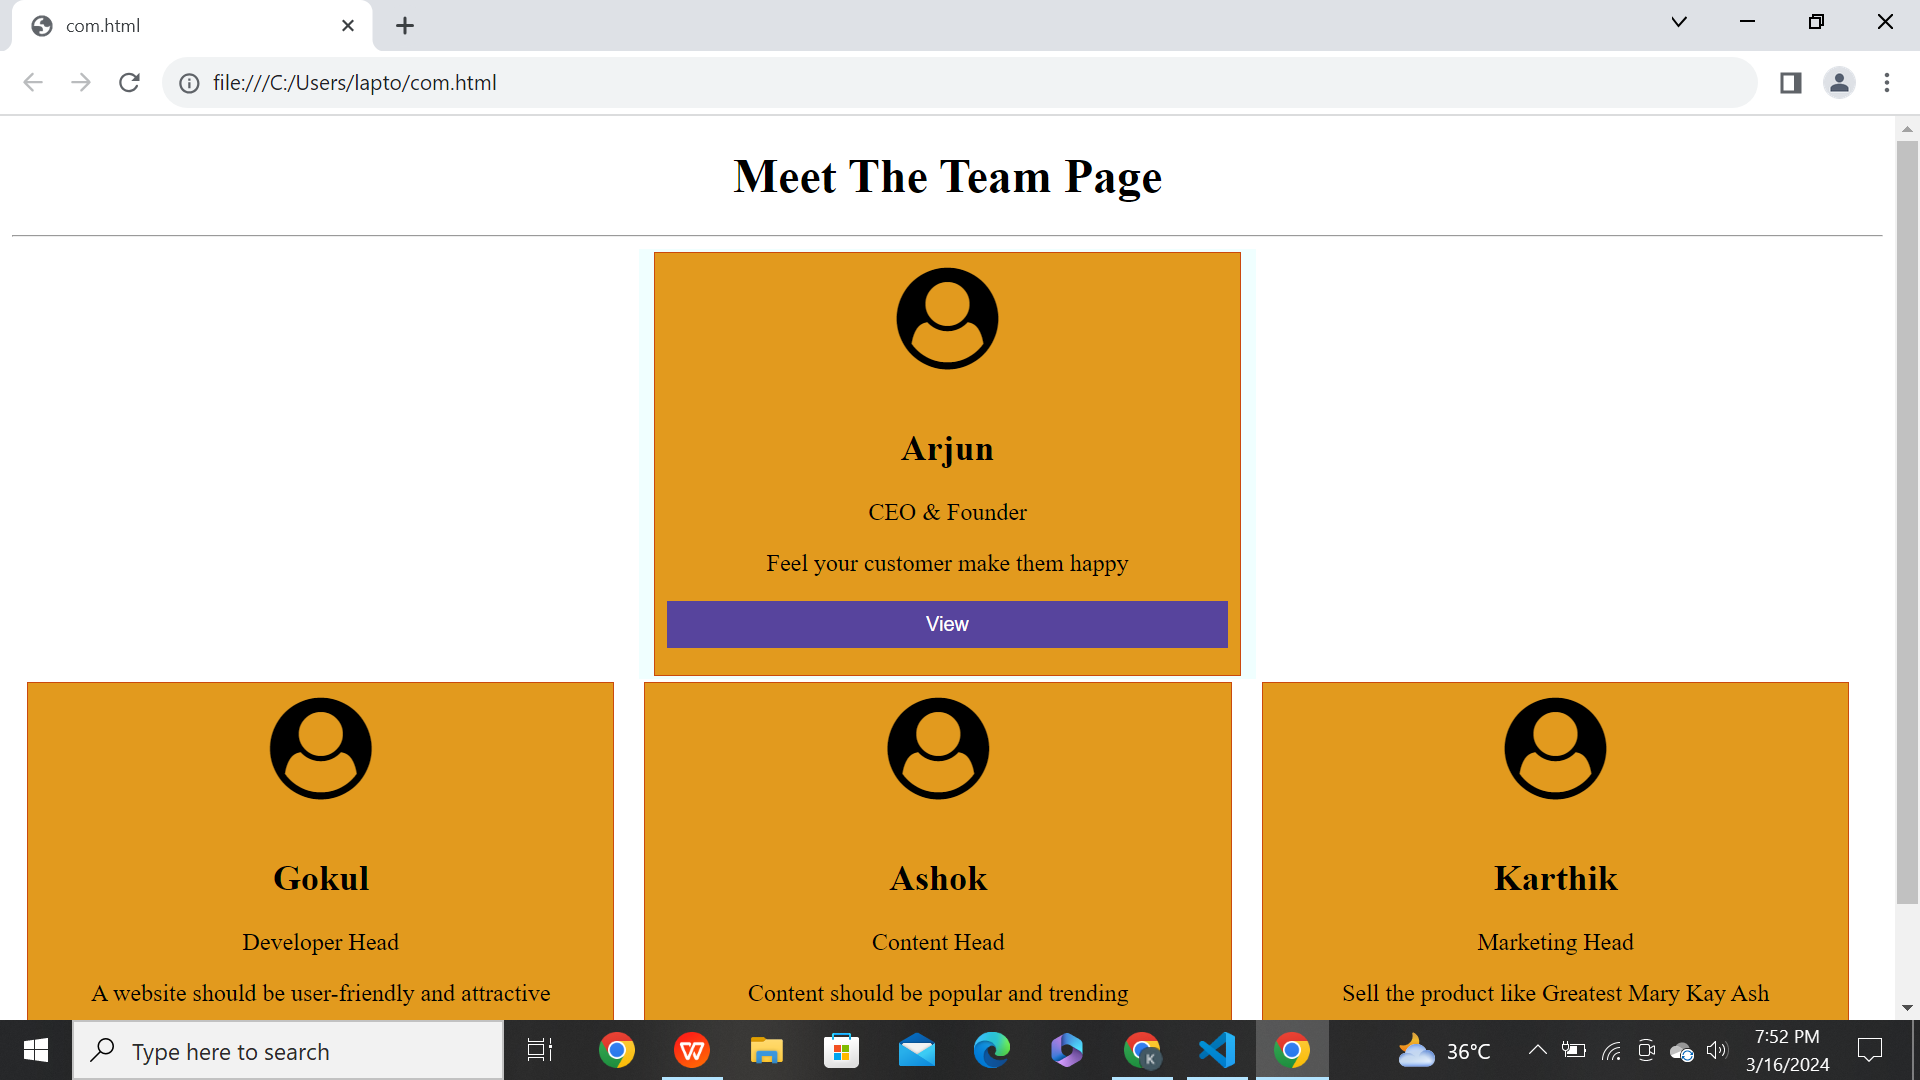 com.html
file:///C:/Users/lapto/com.html
Meet The Team Page
Arjun
CEO & Founder
Feel your customer make them happy
View
Gokul
Developer Head
A website should be user-friendly and attractive
Ashok
Content Head
Content should be popular and trending
Karthik
Marketing Head
Sell the product like Greatest Mary Kay Ash
Type here to search
W
K
36°C
7:52 PM
3/16/2024